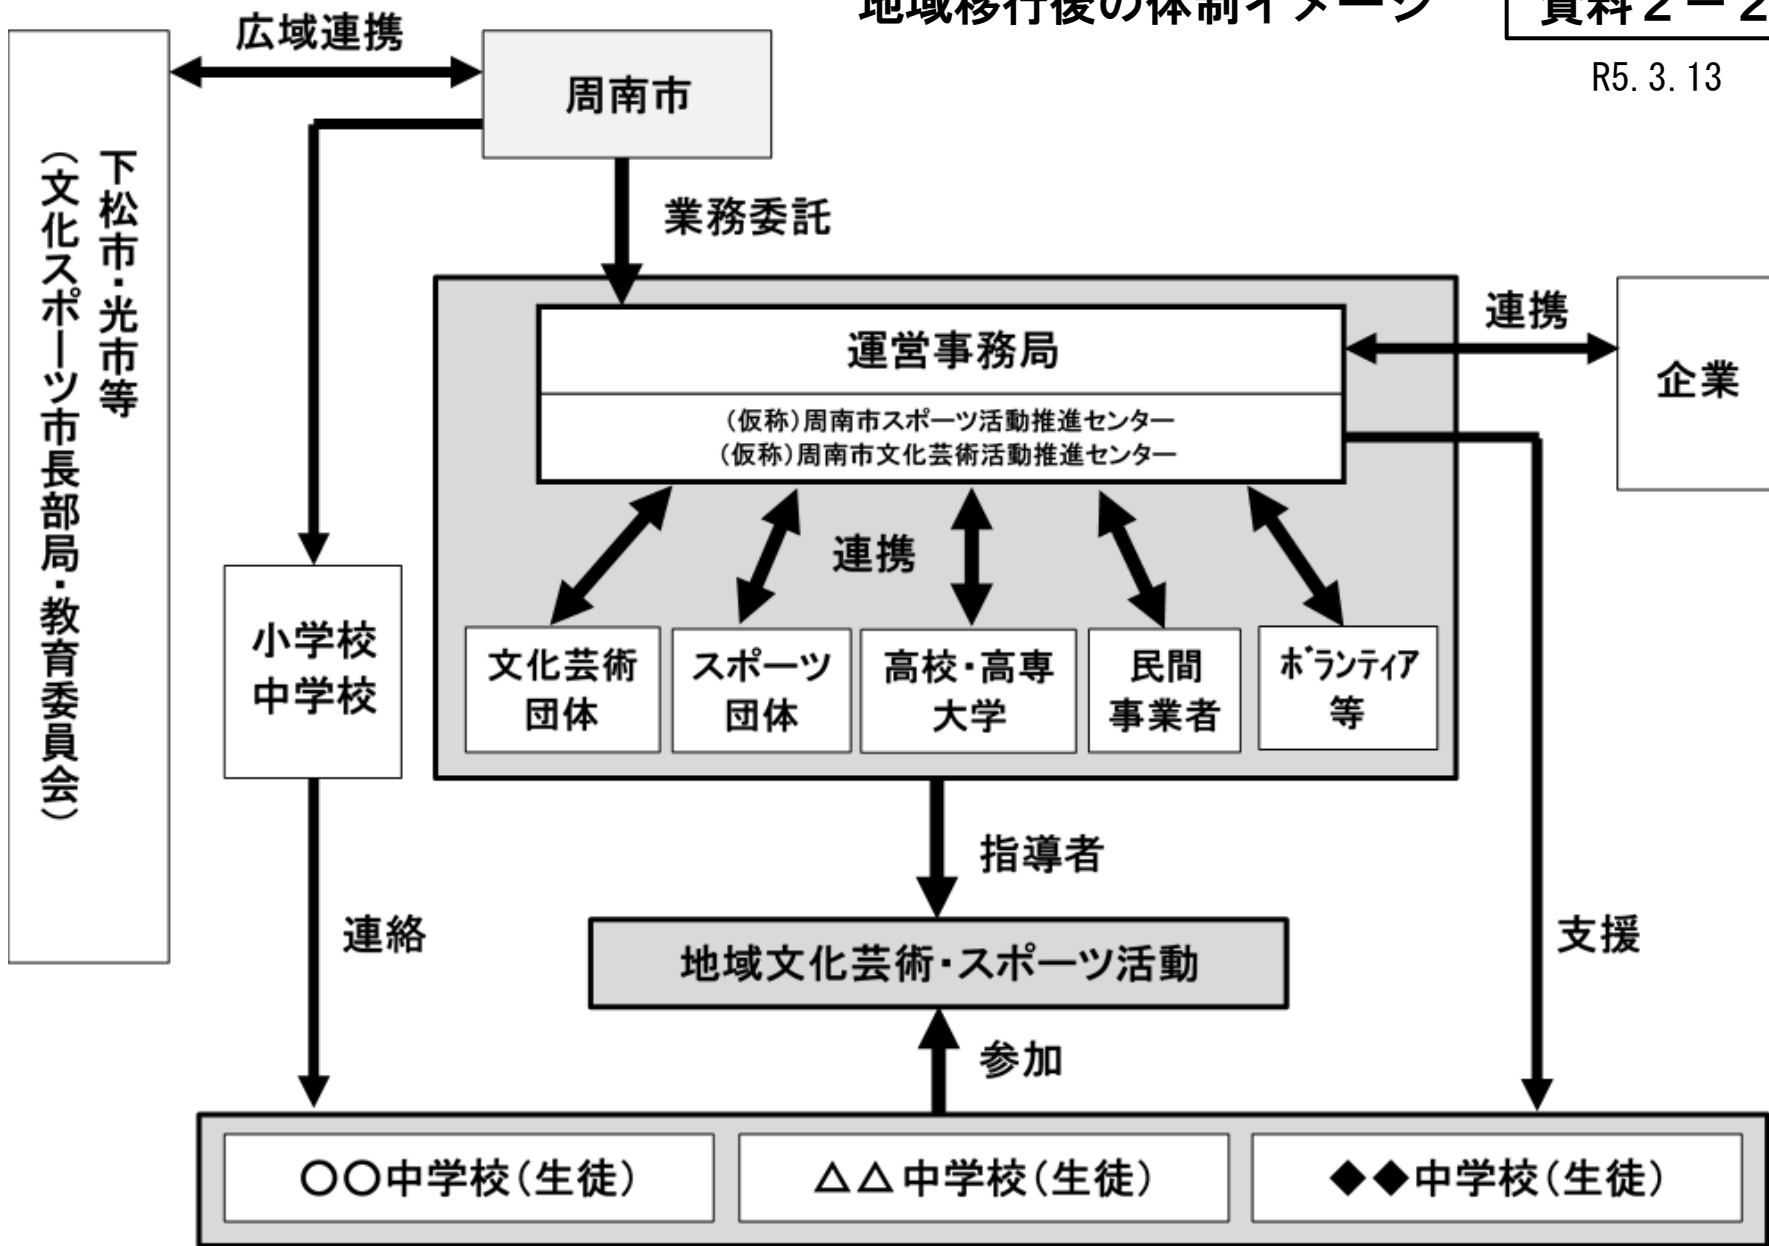 地域移行後の体制イメージ
資料２－２
R5.3.13
広域連携
周南市
下松市・光市等
（文化スポーツ市長部局・教育委員会）
業務委託
運営事務局
（仮称）周南市スポーツ活動推進センター
（仮称）周南市文化芸術活動推進センター
連携
企業
連携
小学校
中学校
文化芸術
団体
スポーツ
団体
高校・高専
大学
民間
事業者
ﾎﾞランティア
等
指導者
連絡
支援
地域文化芸術・スポーツ活動
参加
〇〇中学校（生徒）
△△中学校（生徒）
◆◆中学校（生徒）